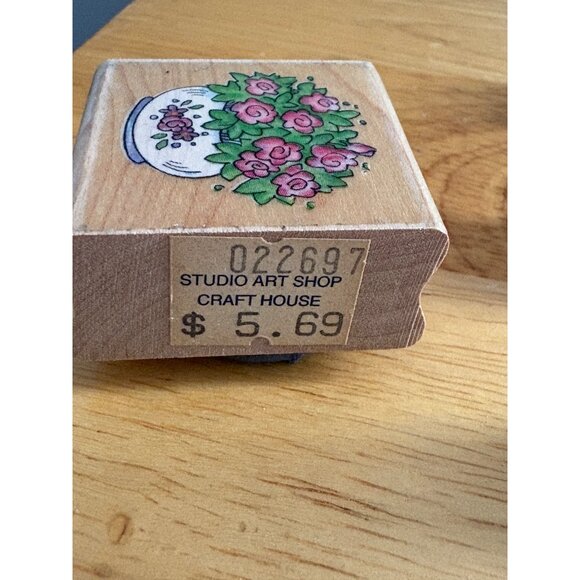 022697
STUDIO ART SHOP
CRAFT HOUSE
$ 5.69